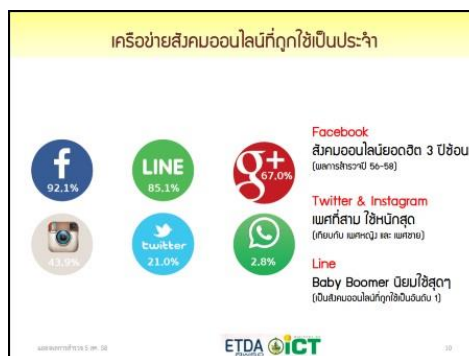 เครือข่ายสังคมออนไลน์ที่ถูกใช้เป็นประจำ
f
92.1%
LINE
85.1%
g+
67.0%
43.9%
twitter
21.0%
2.8%
Facebook
สังคมออนไลน์ยอดฮิต 3 ปีซ้อน
(ผลการสำรวจปี 56-58)
Twitter & Instagram
เพศที่สาม ใช้หนักสุด
(เทียบกับ เพศหญิง และ เพศชาย)
Line
Baby Boomer นิยมใช้สุดๆ
(เป็นสังคมออนไลน์ที่ถูกใช้เป็นอันดับ 1)
ETDA
ICT